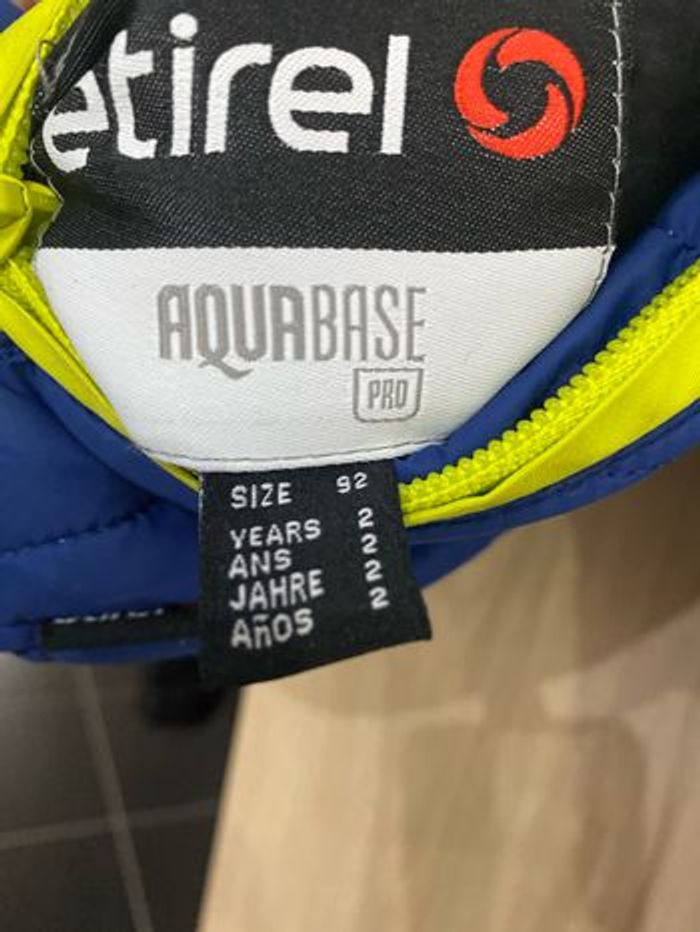 etirel
AQUABASE
PRO
SIZE 92
YEARS 2
ANS 2
JAHRE 2
AñOS 2